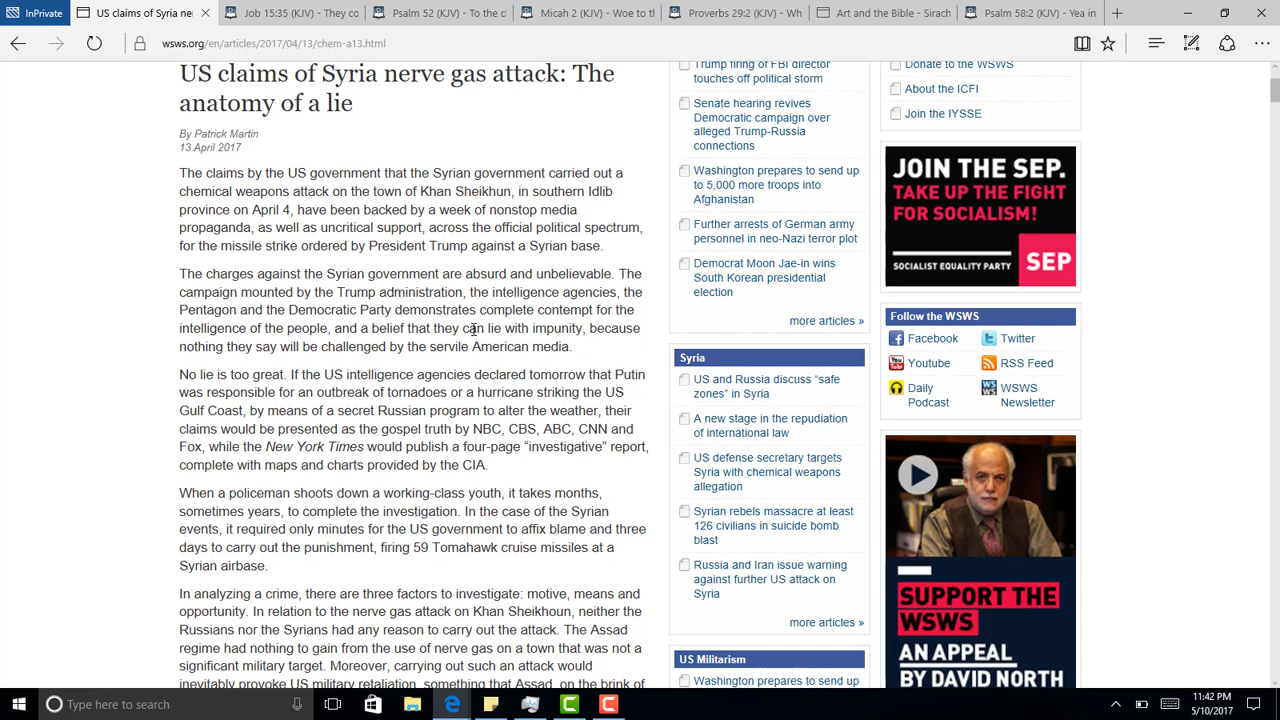 InPrivate
US claims of Syria ner
Job 15:35 (KJV) - They co
Psalm 52 - To the c
Micah 2 (KJV) - Woe to t
Proverbs 29:2 (KJV) - Wh
Art and the Bible - Sirach
Psalm 58:2 (KJV) - Yea in
wsws.org/en/articles/2017/04/13/chem-a13.html
US claims of Syria nerve gas attack: The
anatomy of a lie
By Patrick Martin
13 April 2017
The claims by the US government that the Syrian government carried out a
chemical weapons attack on the town of Khan Sheikhun, in southern Idlib
province on April 4, have been backed by a week of nonstop media
propaganda, as well as uncritical support, across the official political spectrum,
for the missile strike ordered by President Trump against a Syrian base.
The charges against the Syrian government are absurd and unbelievable. The
campaign mounted by the Trump administration, the intelligence agencies, the
Pentagon and the Democratic Party demonstrates complete contempt for the
intelligence of the people, and a belief that they can lie with impunity, because
nothing they say will be challenged by the servile American media.
No lie is too great. If the US intelligence agencies declared tomorrow that Putin
was responsible for an outbreak of tornadoes or a hurricane striking the US
Gulf Coast, by means of a secret Russian program to alter the weather, their
claims would be presented as the gospel truth by NBC, CBS, ABC, CNN and
Fox, while the New York Times would publish a four-page “investigative” report,
complete with maps and charts provided by the CIA.
When a policeman shoots down a working-class youth, it takes months,
sometimes years, to complete the investigation. In the case of the Syrian
events, it required only minutes for the US government to affix blame and three
days to carry out the punishment, firing 59 Tomahawk cruise missiles at a
Syrian airbase.
In analyzing a crime, there are three factors to investigate: motive, means and
opportunity. In relation to the nerve gas attack on Khan Sheikhoun, neither the
Russians nor the Syrians had any reason to carry out the attack. The Assad
regime had nothing to gain from the use of nerve gas on a town that was not a
significant military target. Moreover, carrying out such an attack would
inevitably provoke US military retaliation, something that Assad, on the brink of
Trump firing of FBI director
touches off political storm
Senate hearing revives
Democratic campaign over
alleged Trump-Russia
connections
Washington prepares to send up
to 5,000 more troops into
Afghanistan
Further arrests of German army
personnel in neo-Nazi terror plot
Democrat Moon Jae-in wins
South Korean presidential
election
more articles »
Syria
US and Russia discuss “safe
zones” in Syria
A new stage in the repudiation
of international law
US defense secretary targets
Syria with chemical weapons
allegation
Syrian rebels massacre at least
126 civilians in suicide bomb
blast
Russia and Iran issue warning
against further US attack on
Syria
more articles »
US Militarism
Washington prepares to send up
Donate to the WSWS
About the ICFI
Join the IYSSE
JOIN THE SEP.
TAKE UP THE FIGHT
FOR SOCIALISM!
SOCIALIST EQUALITY PARTY
SEP
Follow the WSWS
Facebook
Twitter
Youtube
RSS Feed
Daily
Podcast
WSWS
Newsletter
SUPPORT THE
WSWS
AN APPEAL
BY DAVID NORTH
Type here to search
11:42 PM
5/10/2017